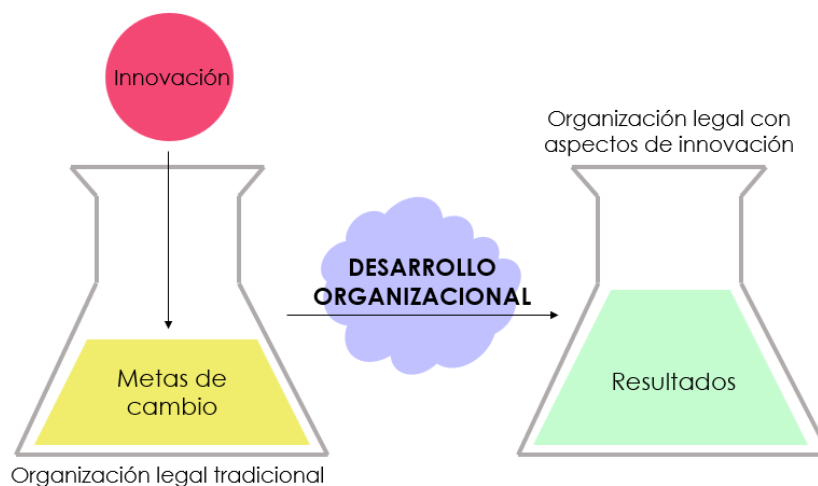 Innovación
Organización legal con
aspectos de innovación
DESARROLLO
ORGANIZACIONAL
Metas de
cambio
Resultados
Organización legal tradicional